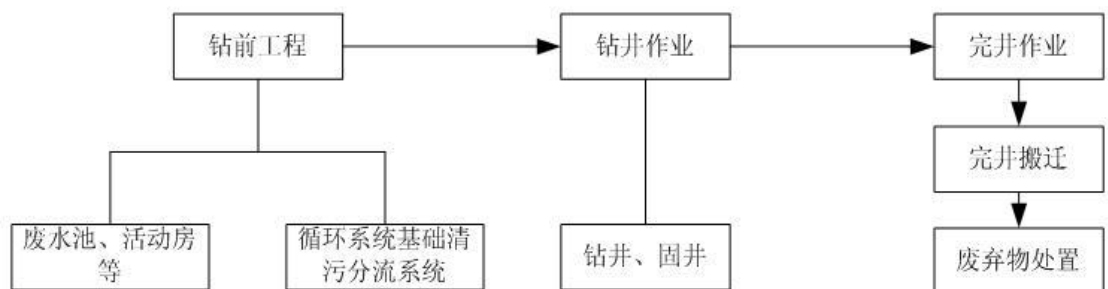 钻前工程
钻井作业
完井作业
完井搬迁
废水池、活动房
等
循环系统基础清
污分流系统
钻井、固井
废弃物处置